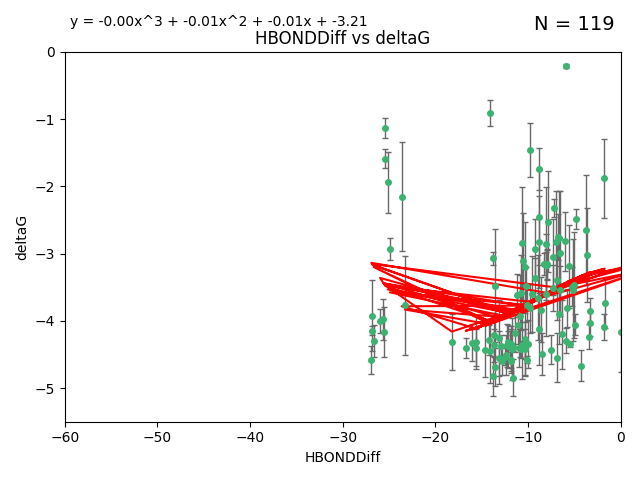 y = -0.00x^3 + -0.01x^2 + -0.01x + -3.21
N = 119
HBONDDiff vs deltaG
0
−1
−2
−3
−4
−5
deltaG
−60 −50 −40 −30 −20 −10 0
HBONDDiff